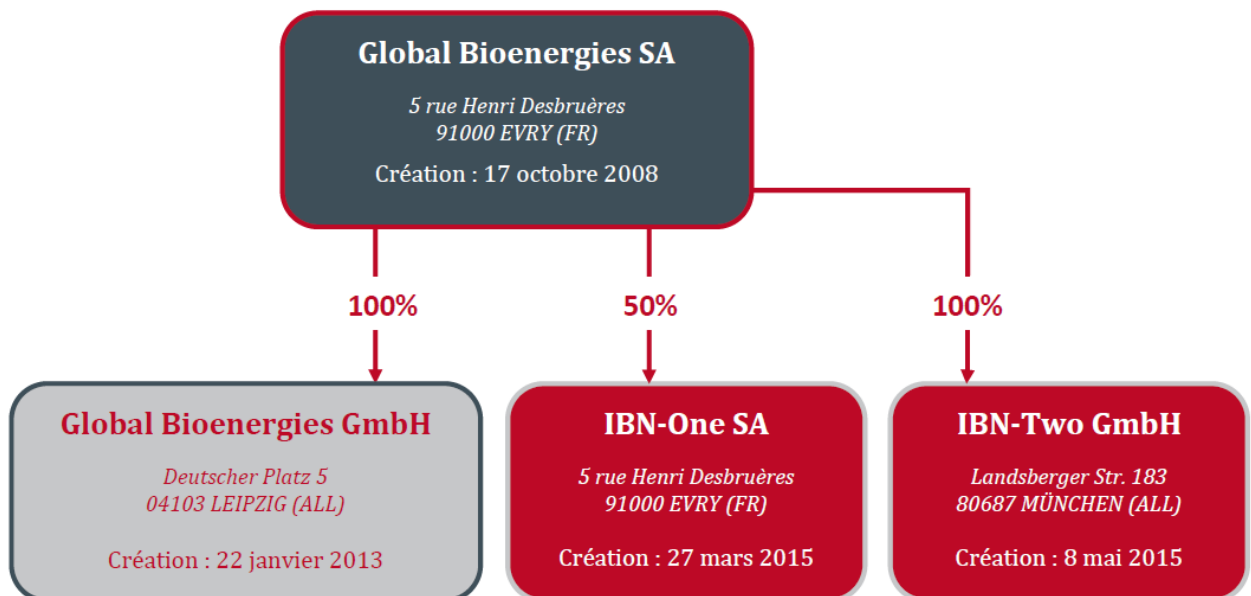 Global Bioenergies SA
5 rue Henri Desbruères
91000 EVRY (FR)
Création : 17 octobre 2008
100%
50%
100%
Global Bioenergies GmbH
Deutscher Platz 5
04103 LEIPZIG (ALL)
Création : 22 janvier 2013
IBN-One SA
5 rue Henri Desbruères
91000 EVRY (FR)
Création : 27 mars 2015
IBN-Two GmbH
Landsberger Str. 183
80687 MÜNCHEN (ALL)
Création : 8 mai 2015